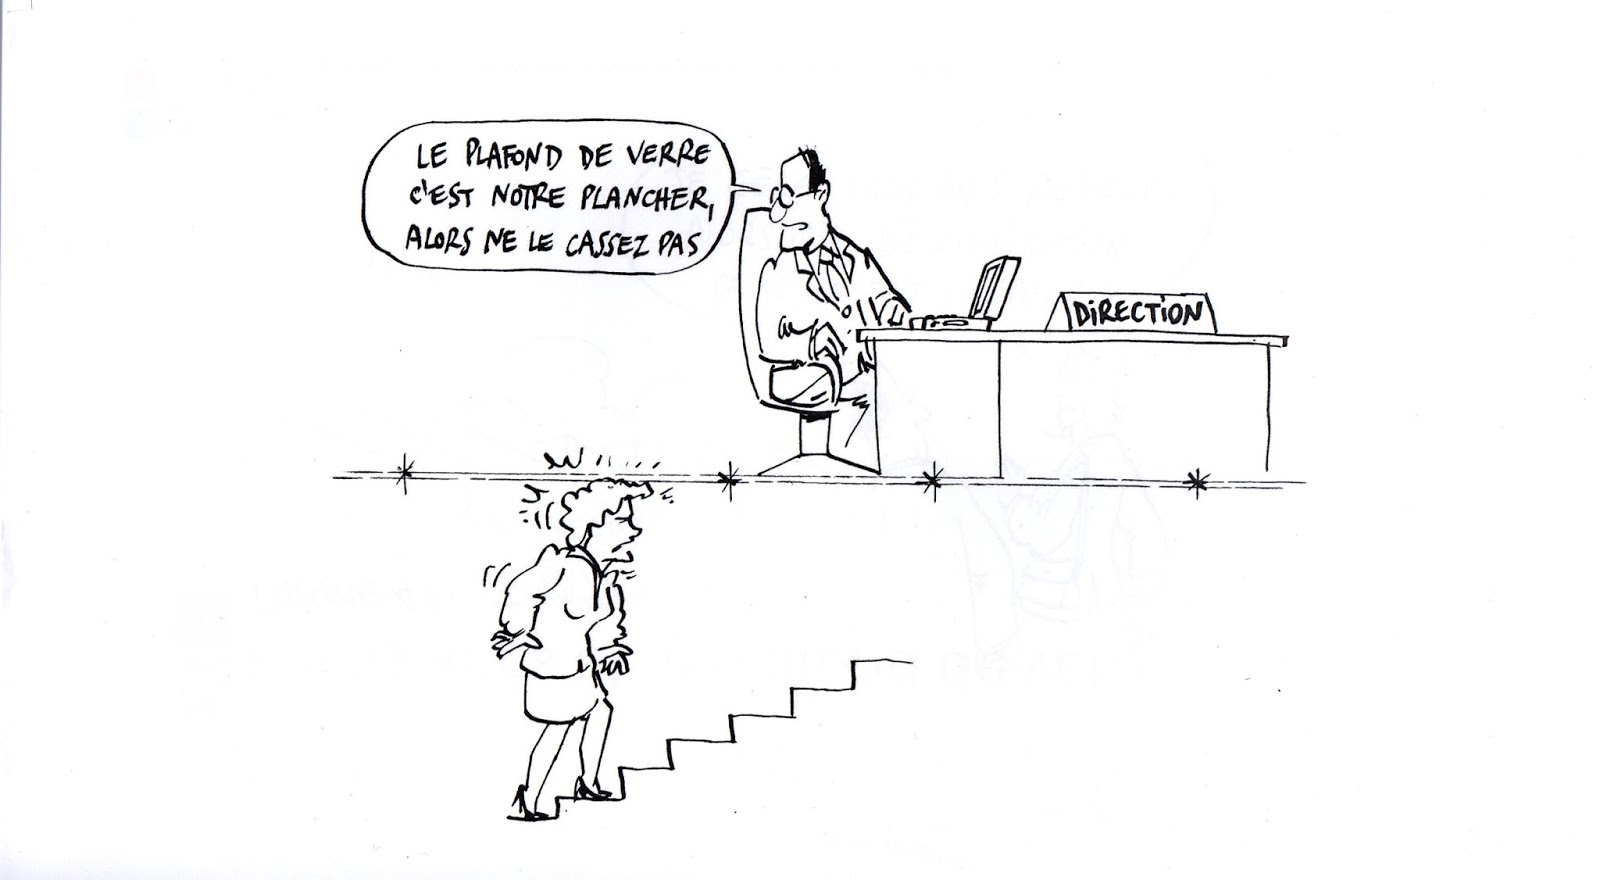 LE PLAFOND DE VERRE
C'EST NOTRE PLANCHER,
ALORS NE LE CASSEZ PAS
DiRECTiON